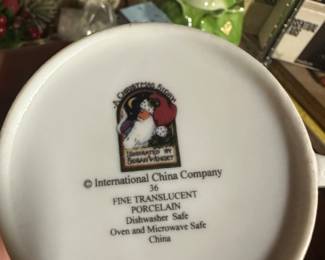 A CHRISTMAS STORY
ILLUSTRATED BY
SUSAN WINGET
© International China Company
36
FINE TRANSLUCENT
PORCELAIN
Dishwasher Safe
Oven and Microwave Safe
China